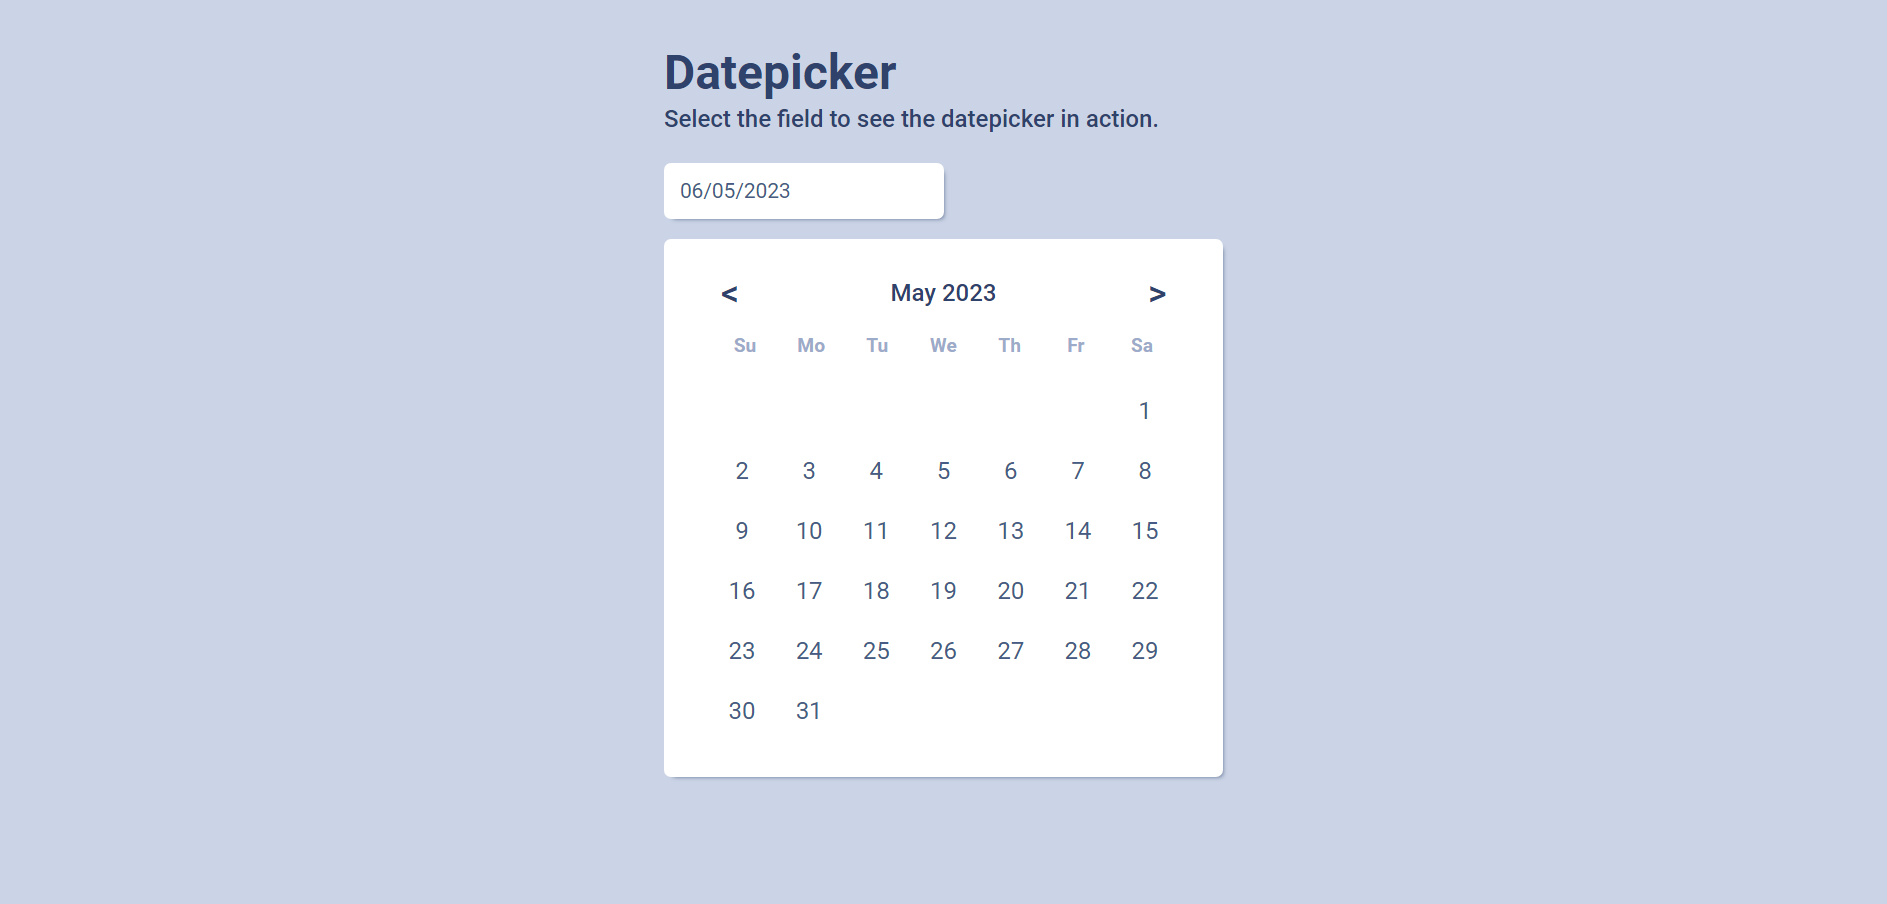 Datepicker
Select the field to see the datepicker in action.
06/05/2023
< May 2023 >
Su Mo Tu We Th Fr Sa
1
2 3 4 5 6 7 8
9 10 11 12 13 14 15
16 17 18 19 20 21 22
23 24 25 26 27 28 29
30 31